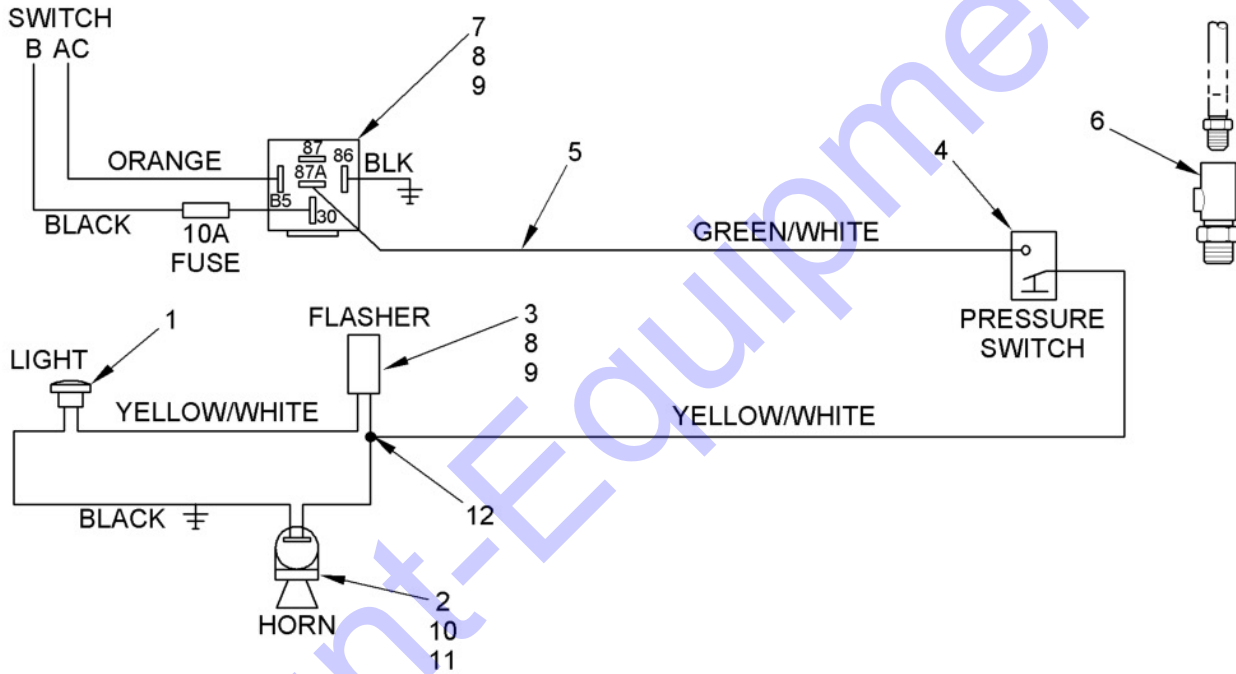 SWITCH
B AC
7
8
9
6
ORANGE
87
86
BLK
87A
B5
30
5
4
BLACK
10A
FUSE
GREEN/WHITE
PRESSURE
SWITCH
1
FLASHER
3
8
9
LIGHT
YELLOW/WHITE
YELLOW/WHITE
BLACK
12
2
10
11
HORN
nt-Equipme